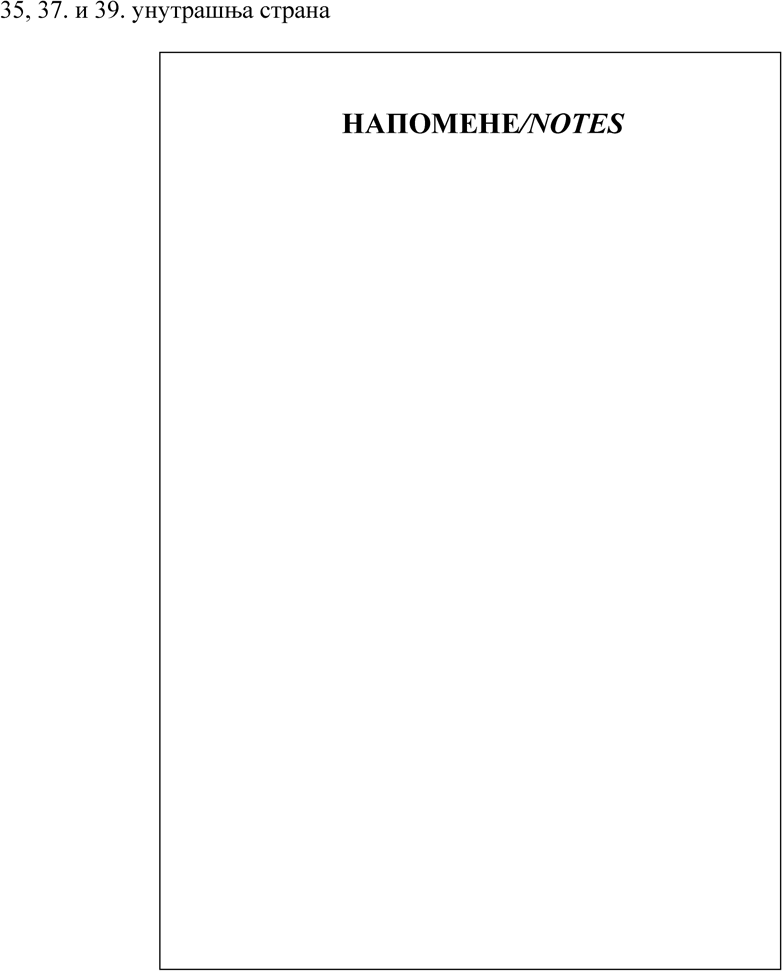 35, 37. и 39. унутрашња страна
НАПОМЕНЕ/NOTES